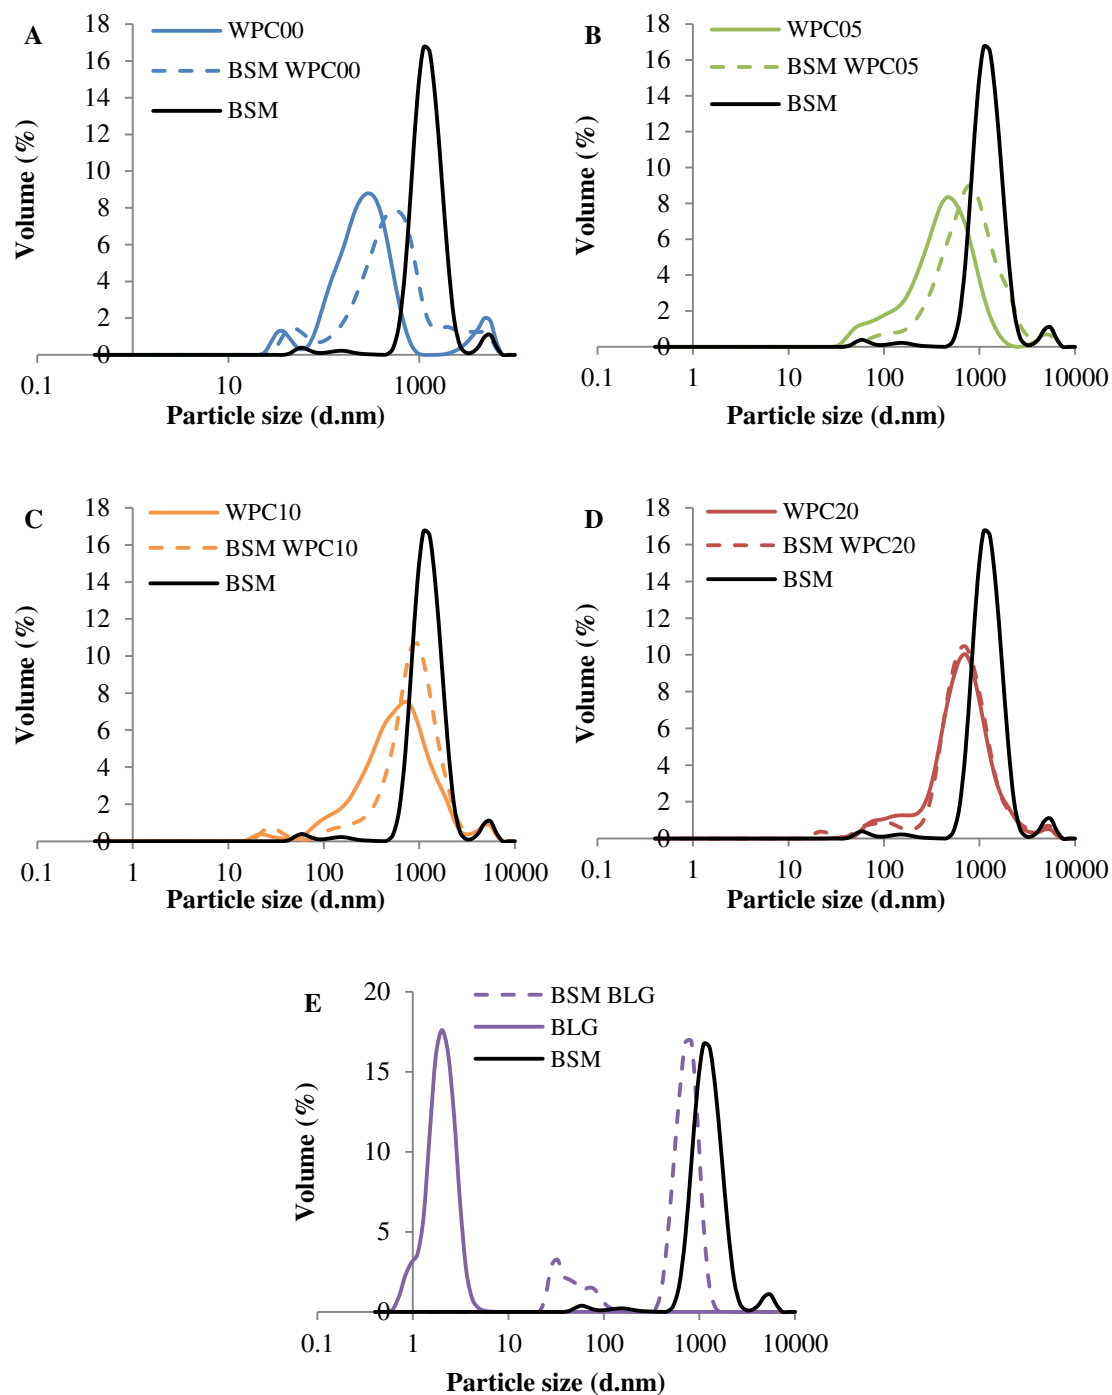 A
WPC00
BSM WPC00
BSM
Volume (%)
18
16
14
12
10
8
6
4
2
0
0.1 10 1000
Particle size (d.nm)
B
WPC05
BSM WPC05
BSM
Volume (%)
18
16
14
12
10
8
6
4
2
0
0.1 1 10 100 1000 10000
Particle size (d.nm)
C
WPC10
BSM WPC10
BSM
Volume (%)
18
16
14
12
10
8
6
4
2
0
0.1 1 10 100 1000 10000
Particle size (d.nm)
D
WPC20
BSM WPC20
BSM
Volume (%)
18
16
14
12
10
8
6
4
2
0
0.1 1 10 100 1000 10000
Particle size (d.nm)
E
BSM BLG
BLG
BSM
Volume (%)
20
15
10
5
0
0.1 1 10 100 1000 10000
Particle size (d.nm)